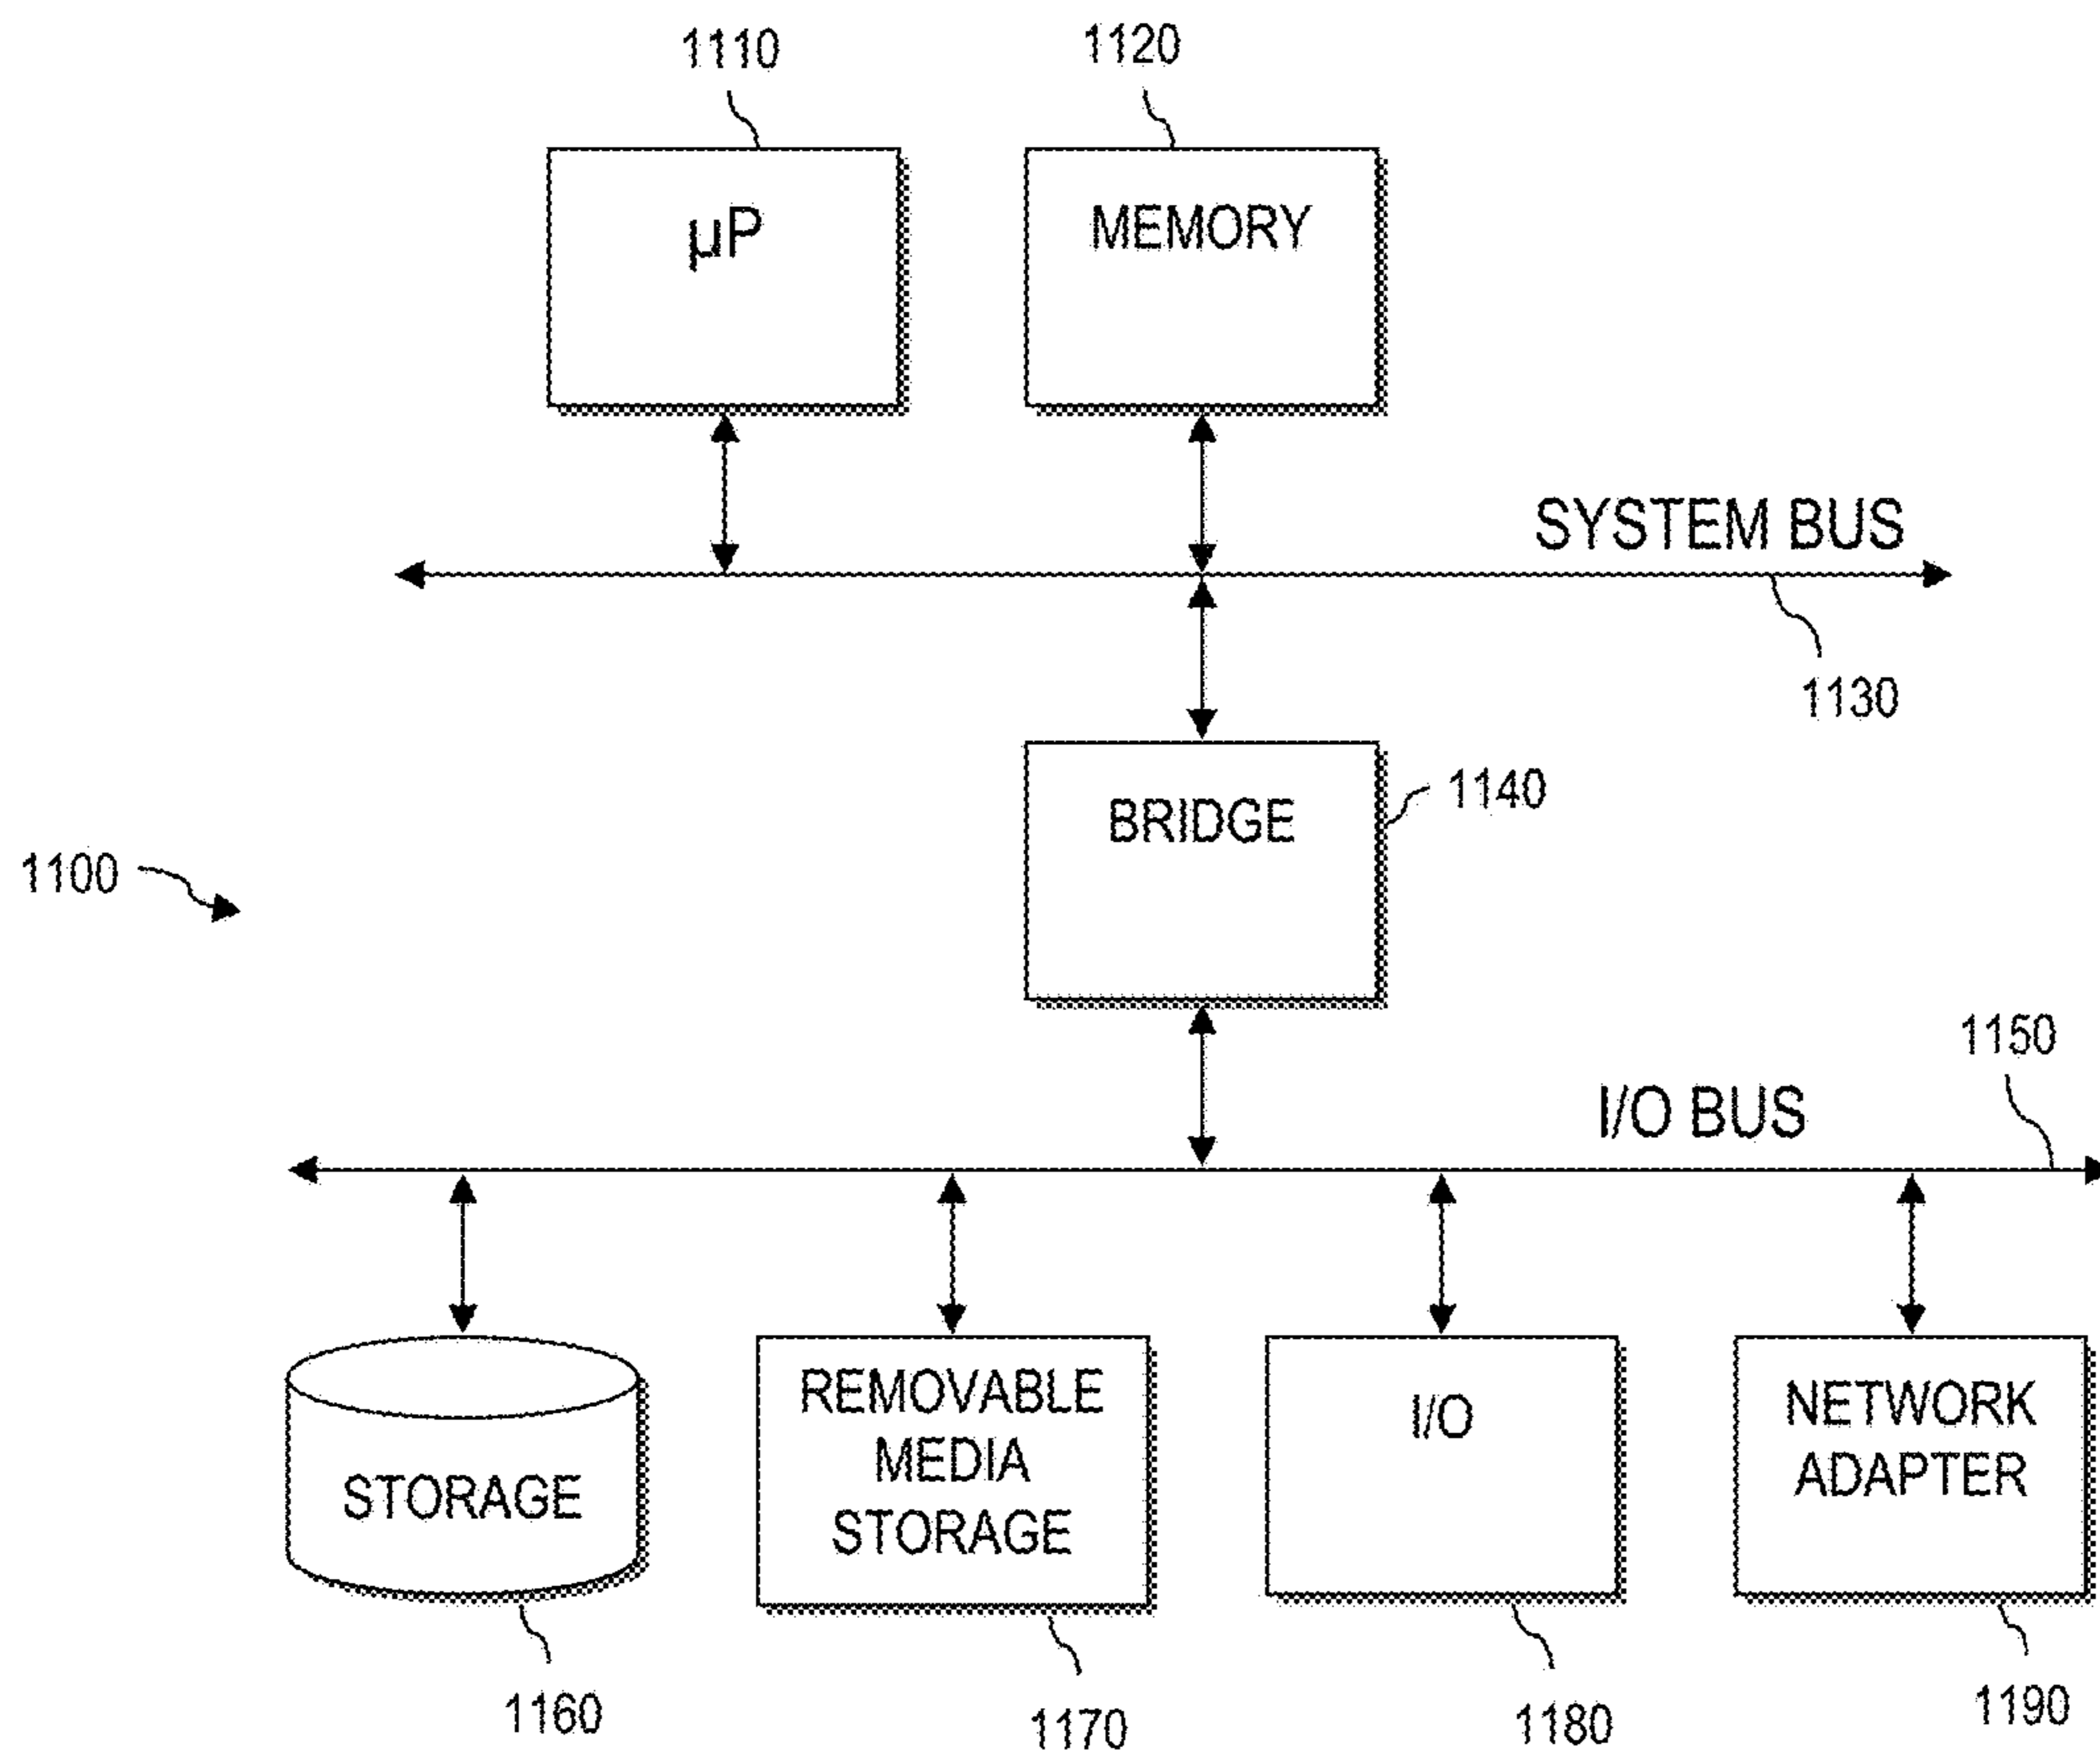 1110
1120
µP
MEMORY
SYSTEM BUS
1130
BRIDGE
1140
1100
1150
I/O BUS
STORAGE
REMOVABLE
MEDIA
STORAGE
I/O
NETWORK
ADAPTER
1160
1170
1180
1190